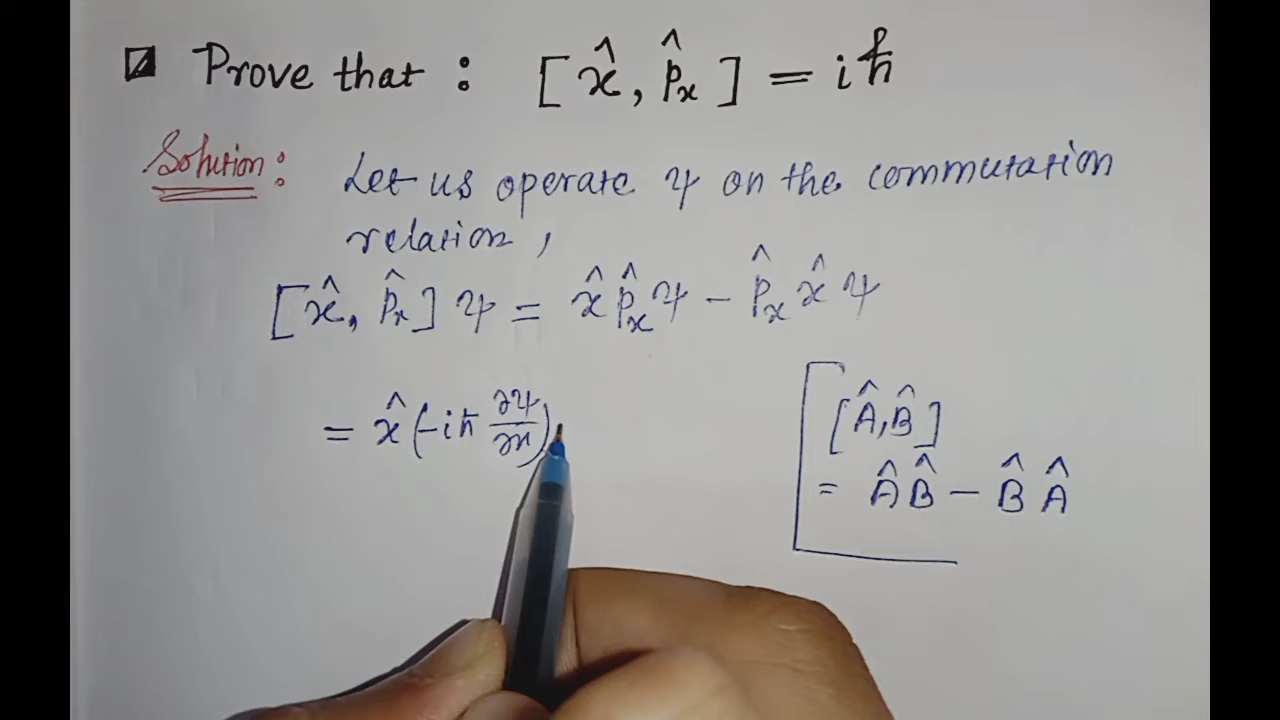 Prove that : [x̂, p̂ₓ] = iħ
Solution: Let us operate ψ on the commutation
relation,
[x̂, p̂ₓ] ψ = x̂ p̂ₓ ψ − p̂ₓ x̂ ψ
= x̂ (−iħ ∂ψ/∂x)
[Â, B̂]
= Â B̂ − B̂ Â